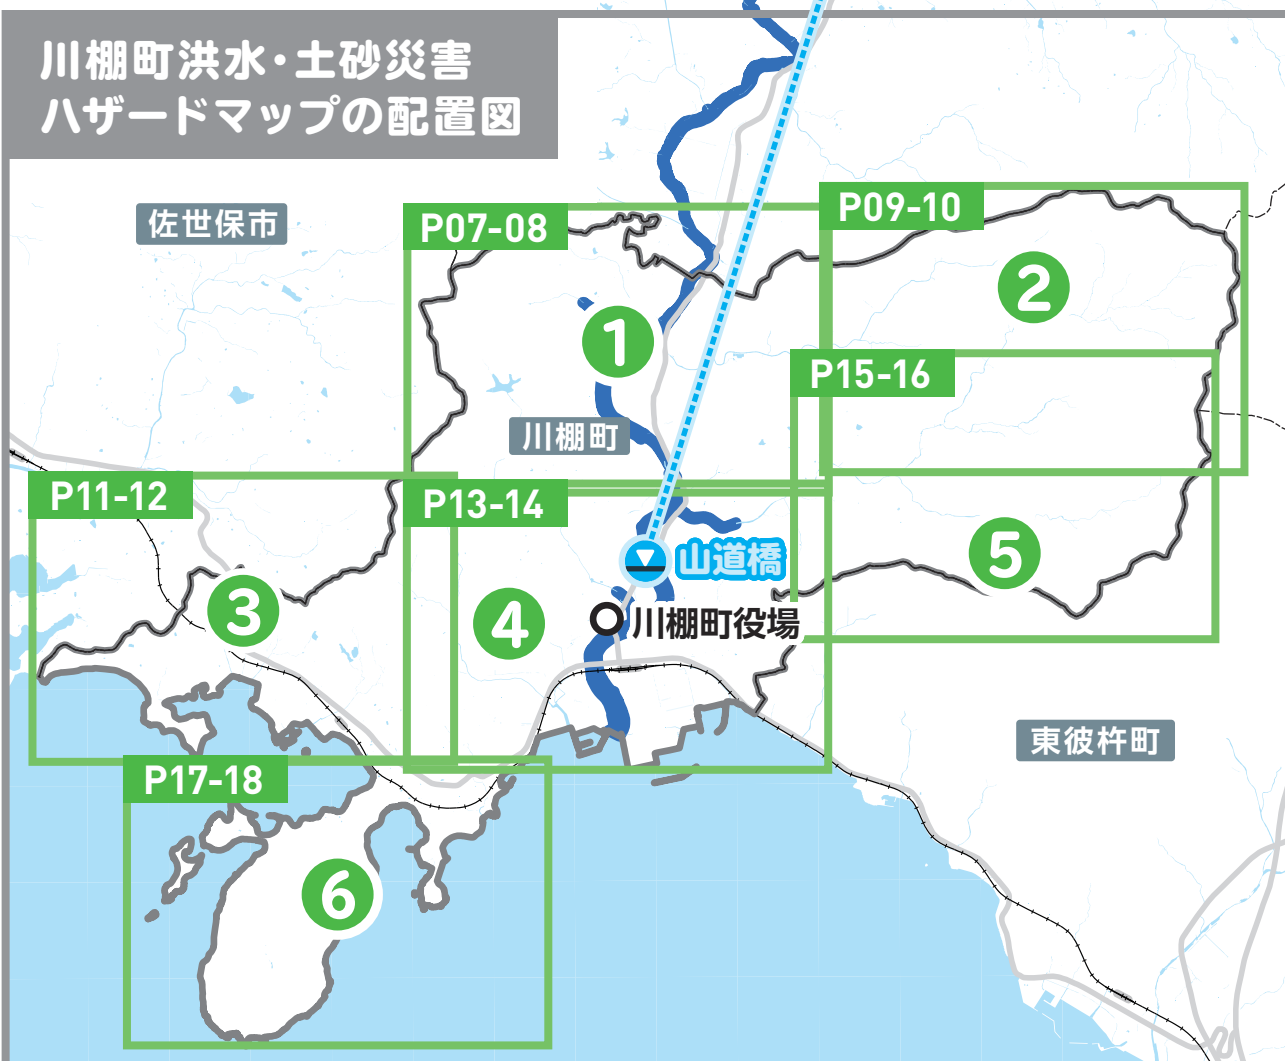 川棚町洪水・土砂災害
ハザードマップの配置図
佐世保市
P07-08
P09-10
①
②
P15-16
川棚町
P11-12
P13-14
山道橋
⑤
③
④
川棚町役場
東彼杵町
P17-18
⑥